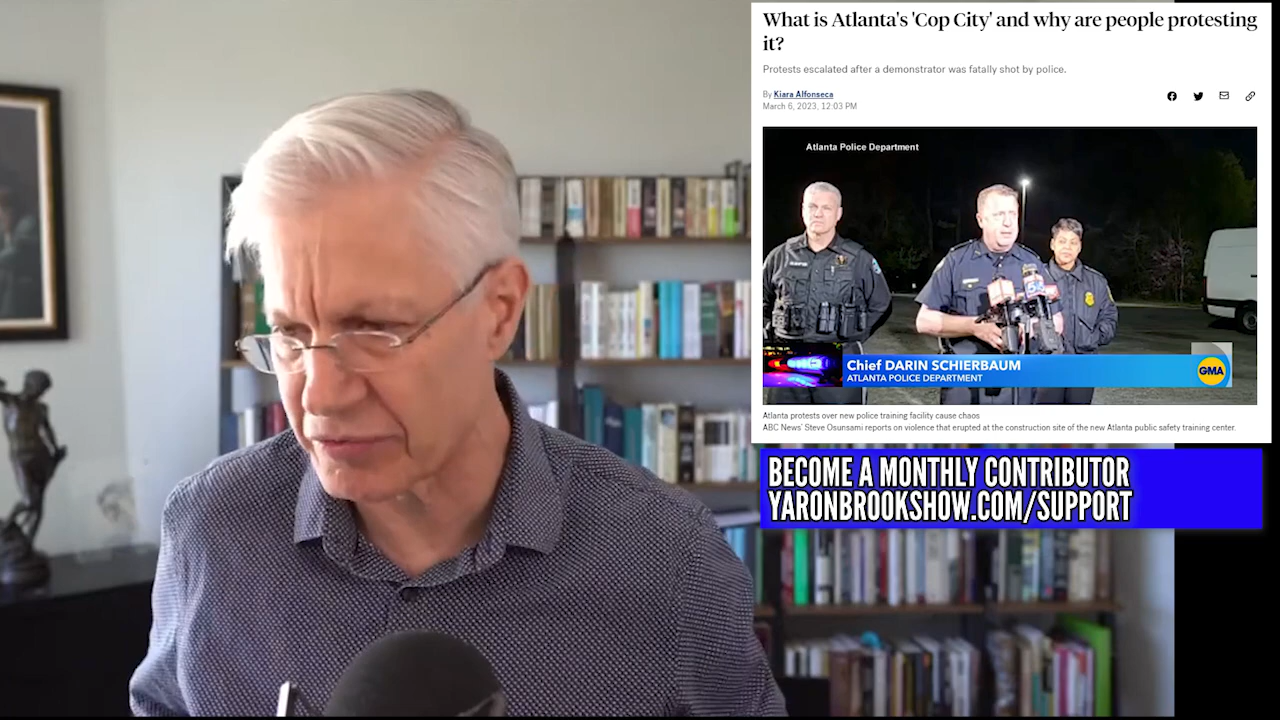 What is Atlanta's 'Cop City' and why are people protesting
it?
Protests escalated after a demonstrator was fatally shot by police.
By Kiara Alfonseca
March 6, 2023, 12:03 PM
Atlanta Police Department
Chief DARIN SCHIERBAUM
ATLANTA POLICE DEPARTMENT
GMA
Atlanta protests over new police training facility cause chaos
ABC News' Steve Osunsami reports on violence that erupted at the construction site of the new Atlanta public safety training center.
BECOME A MONTHLY CONTRIBUTOR
YARONBROOKSHOW.COM/SUPPORT